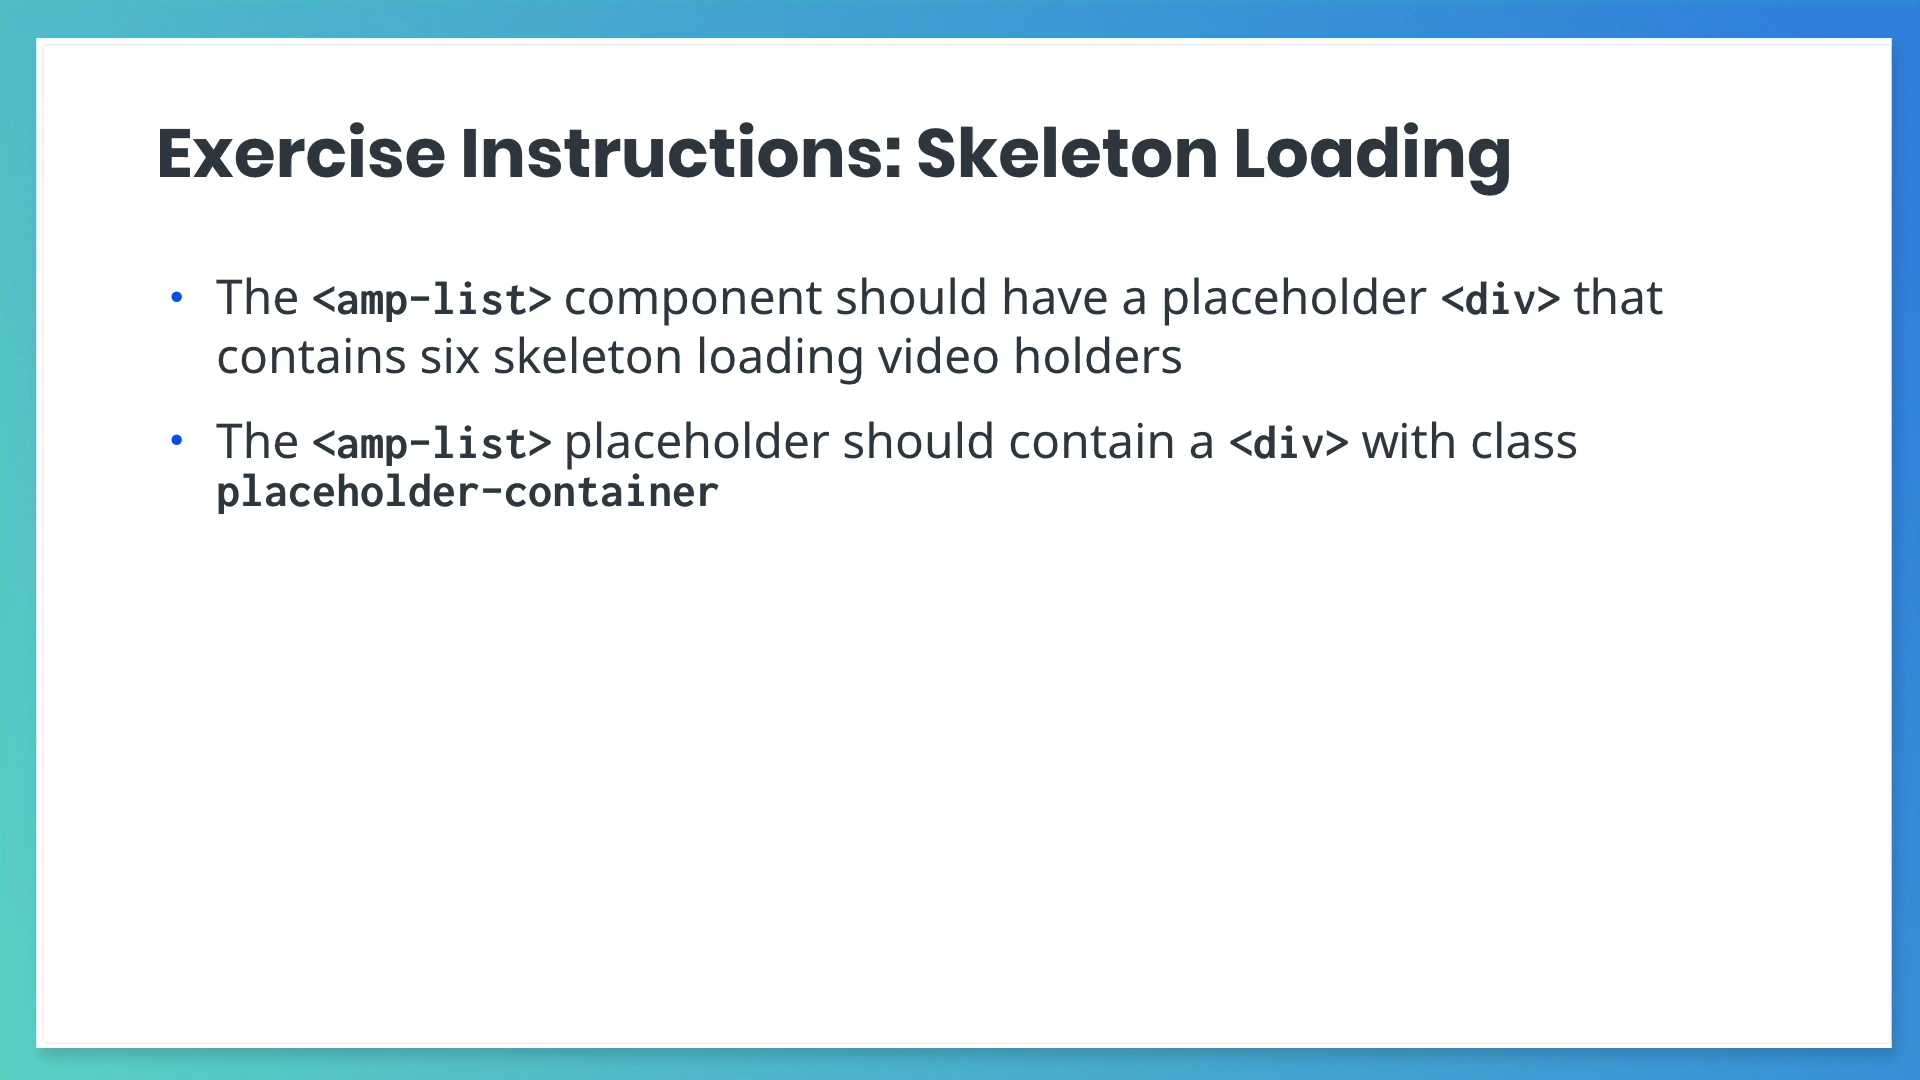 Exercise Instructions: Skeleton Loading
• The <amp-list> component should have a placeholder <div> that
contains six skeleton loading video holders
• The <amp-list> placeholder should contain a <div> with class
placeholder-container